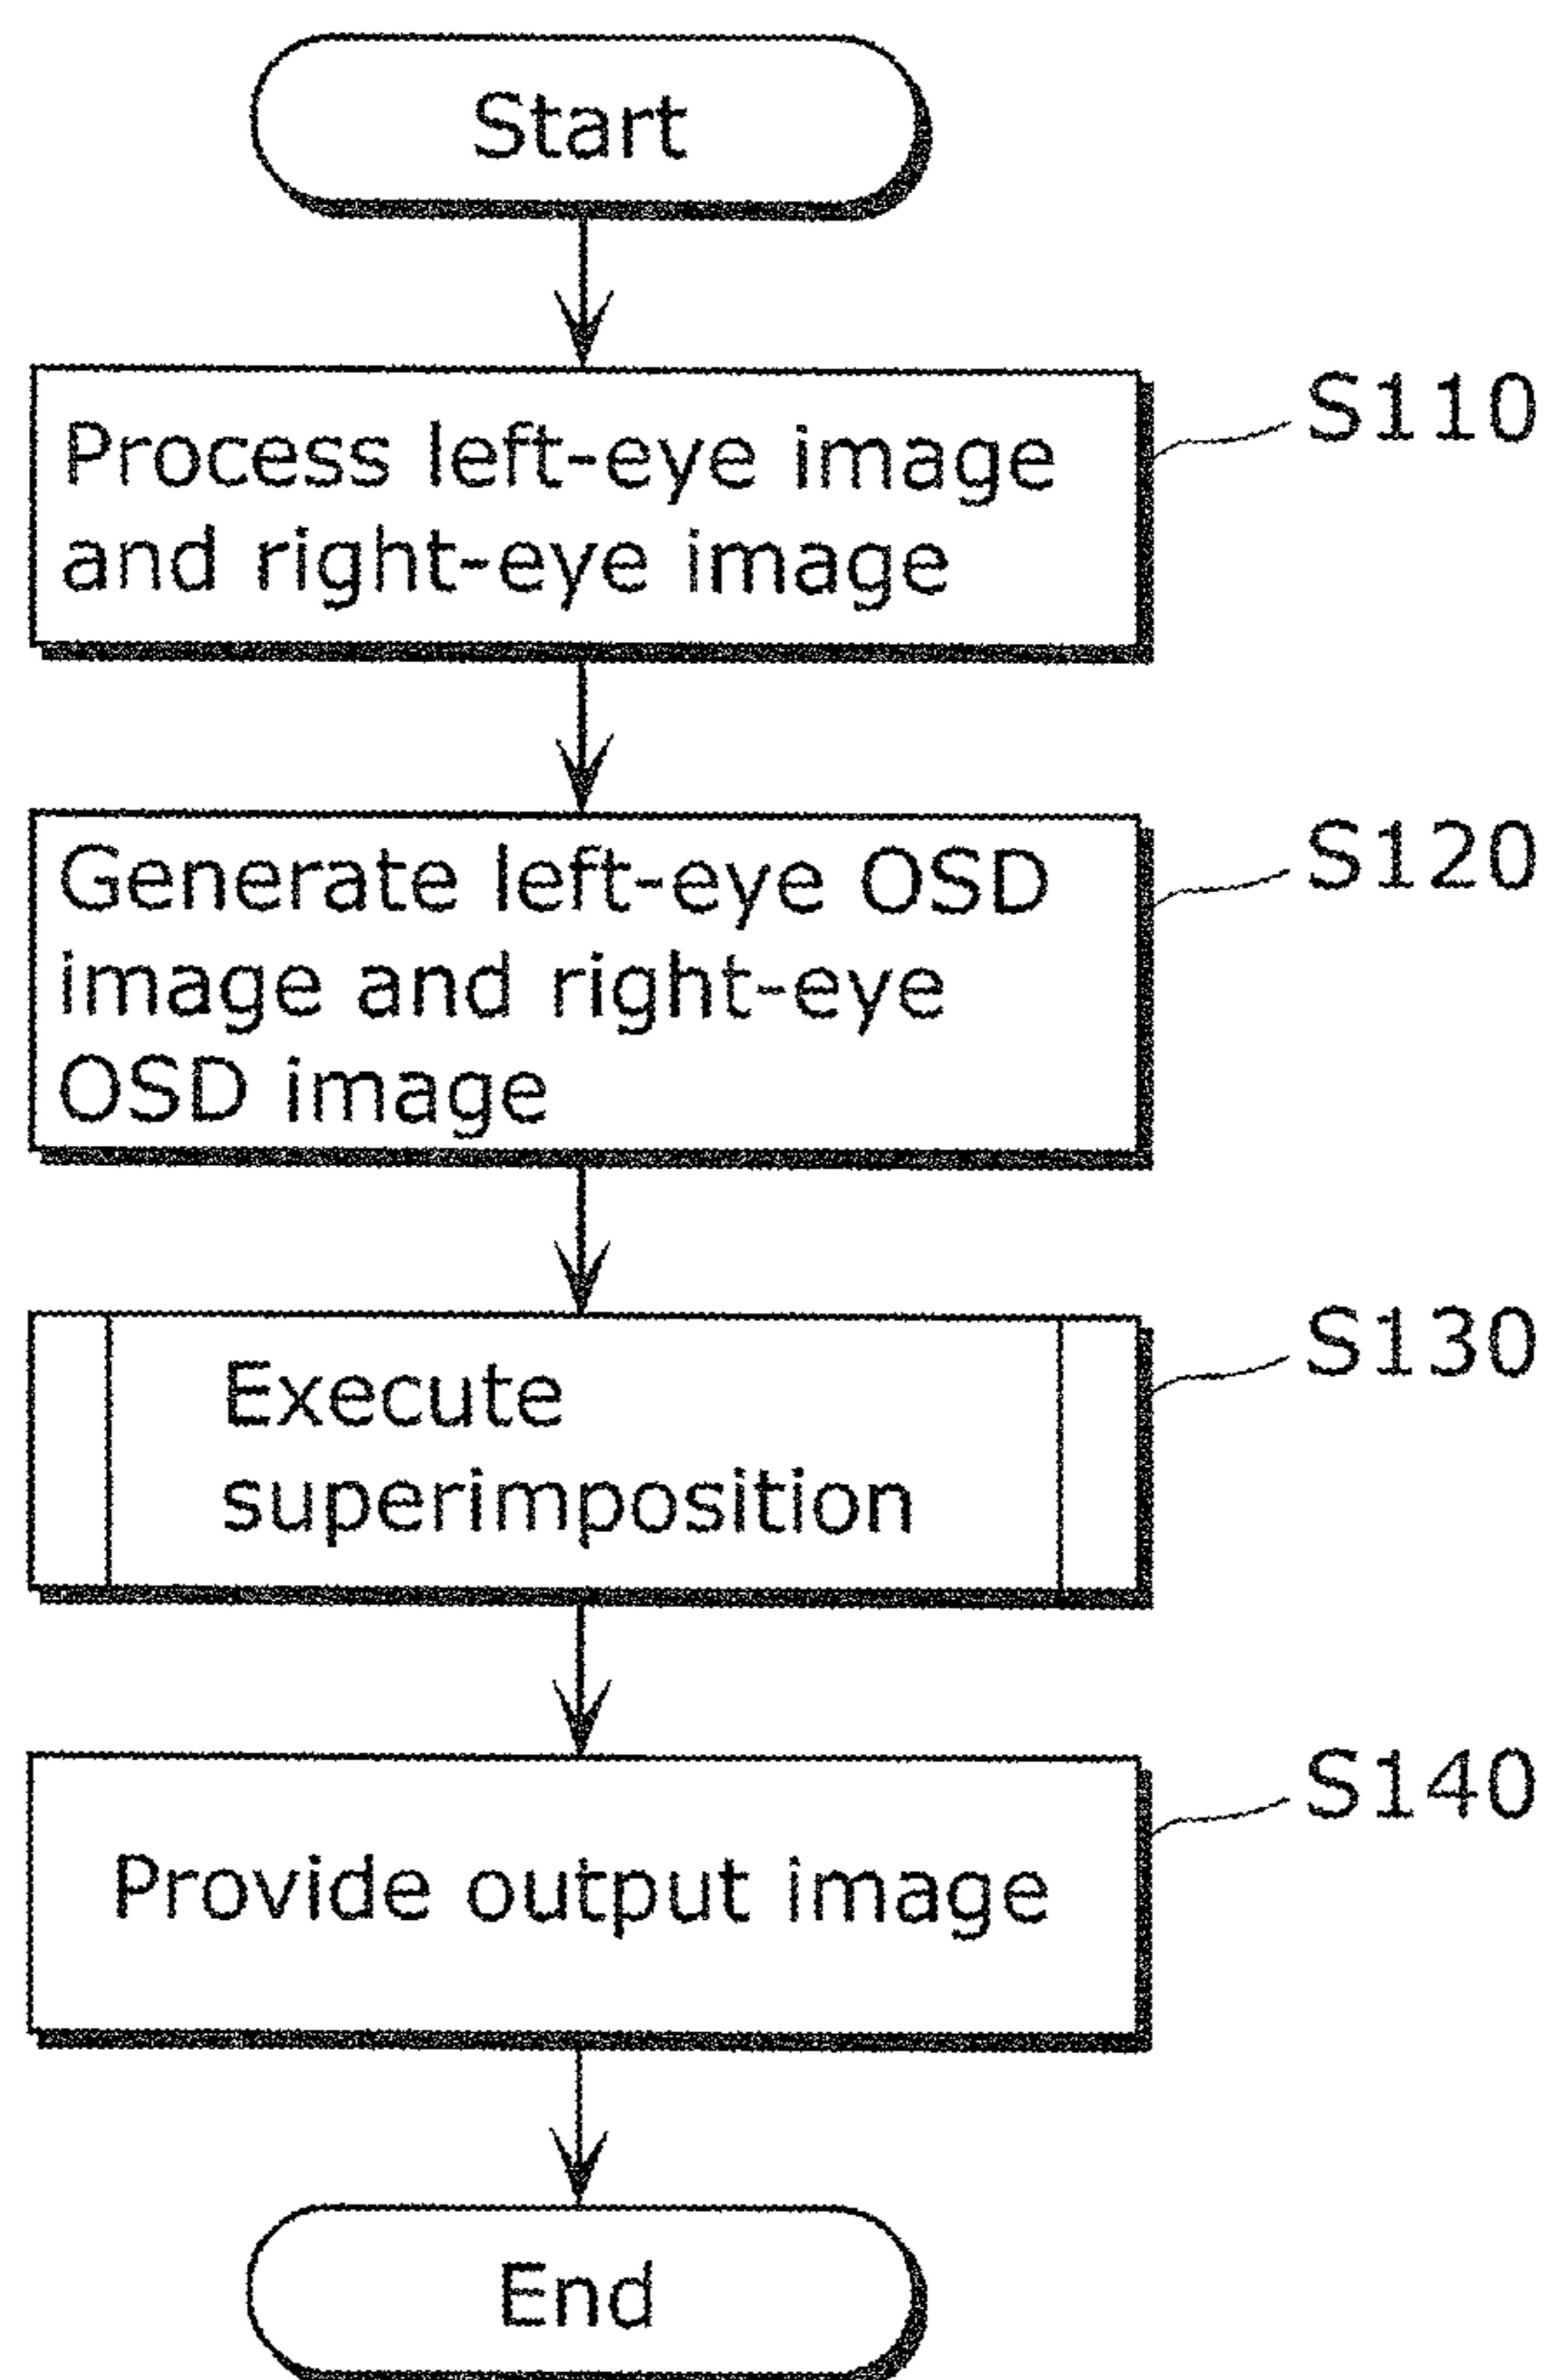 Start
Process left-eye image
and right-eye image
S110
Generate left-eye OSD
image and right-eye
OSD image
S120
Execute
superimposition
S130
Provide output image
S140
End